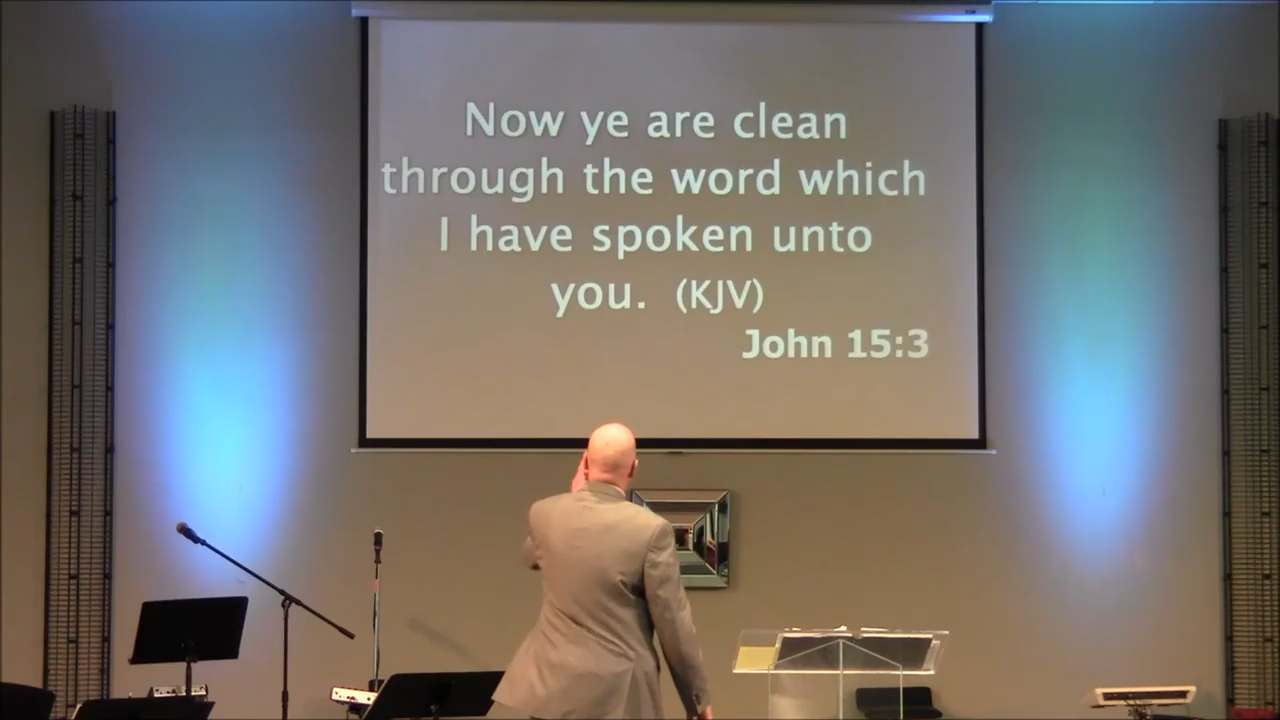 Now ye are clean
through the word which
I have spoken unto
you. (KJV)
John 15:3